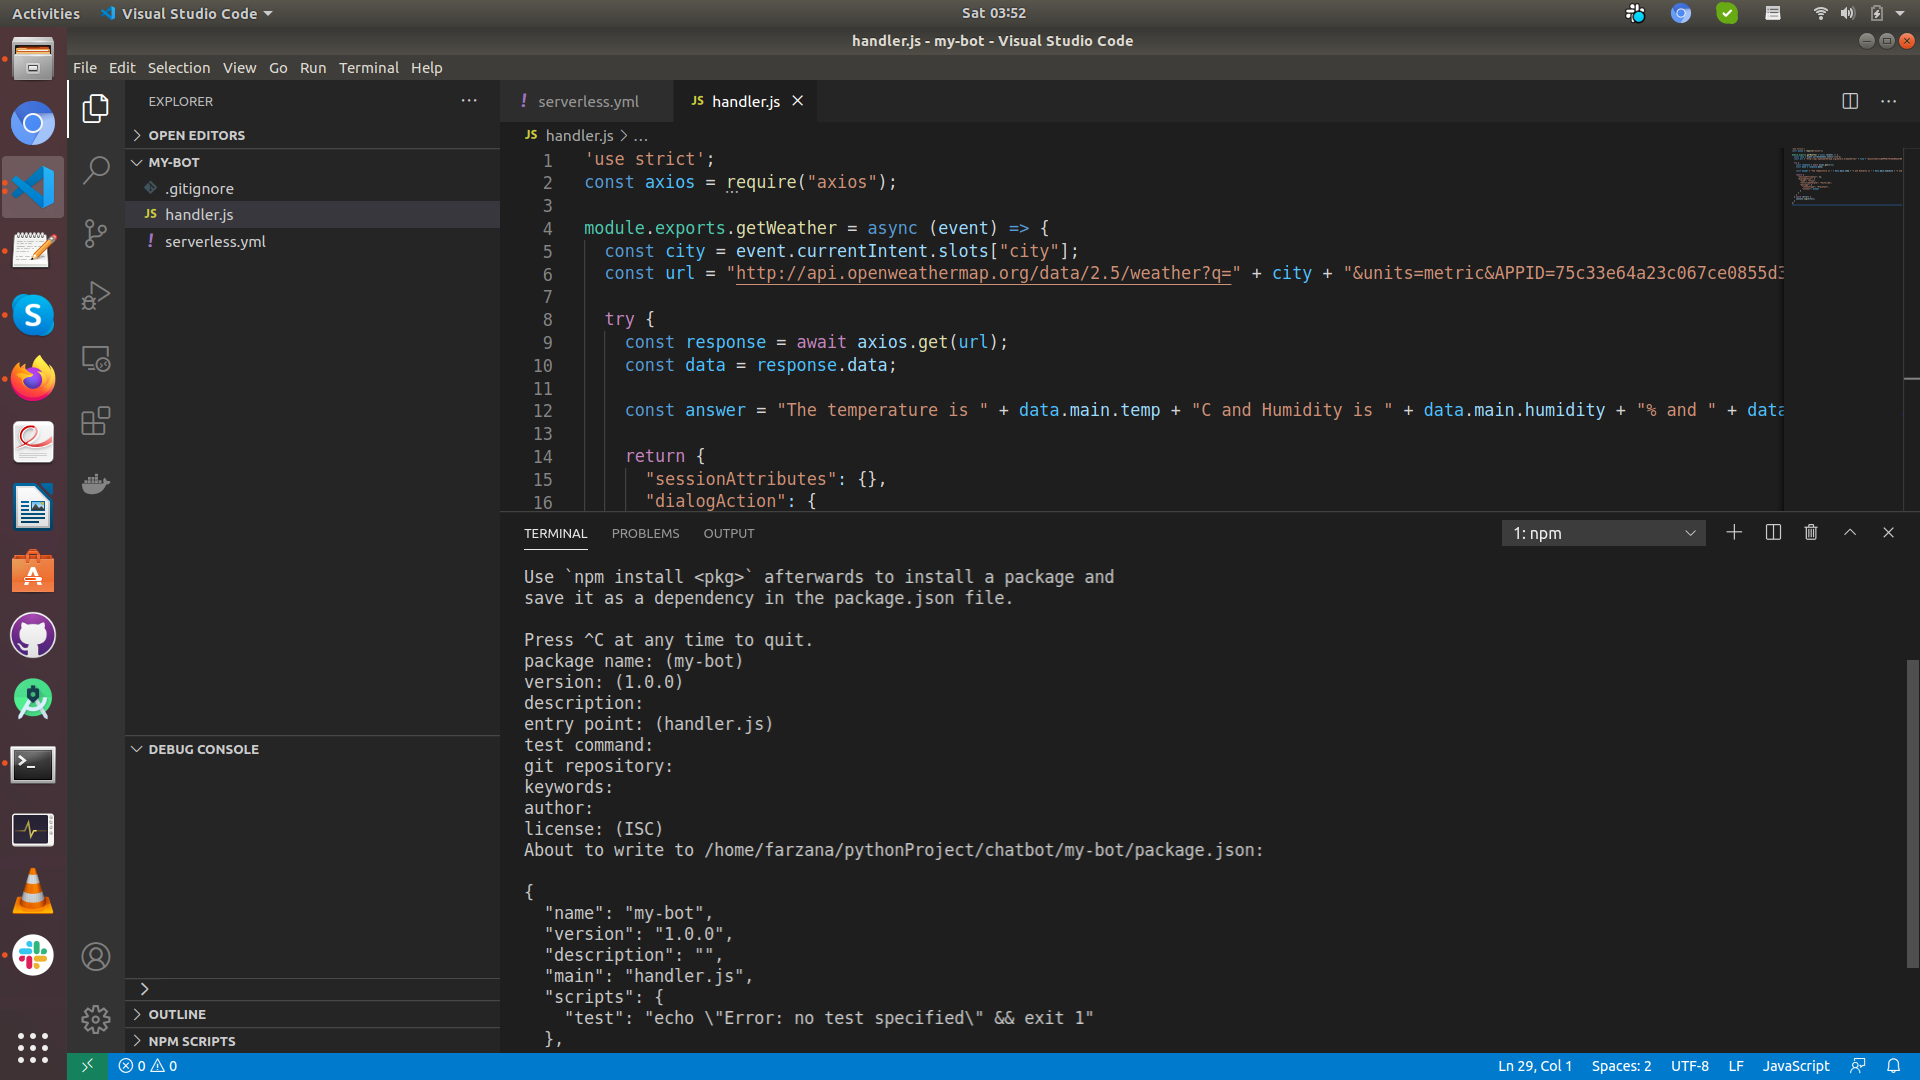 Activities Visual Studio Code Sat 03:52
handler.js - my-bot - Visual Studio Code
File Edit Selection View Go Run Terminal Help
EXPLORER
OPEN EDITORS
MY-BOT
.gitignore
JS handler.js
! serverless.yml
DEBUG CONSOLE
OUTLINE
NPM SCRIPTS
! serverless.yml JS handler.js
JS handler.js > ...
1 'use strict';
2 const axios = require("axios");
3
4 module.exports.getWeather = async (event) => {
5 const city = event.currentIntent.slots["city"];
6 const url = "http://api.openweathermap.org/data/2.5/weather?q=" + city + "&units=metric&APPID=75c33e64a23c067ce0855d3
7
8 try {
9 const response = await axios.get(url);
10 const data = response.data;
11
12 const answer = "The temperature is " + data.main.temp + "C and Humidity is " + data.main.humidity + "% and " + data
13
14 return {
15 "sessionAttributes": {},
16 "dialogAction": {
TERMINAL PROBLEMS OUTPUT 1: npm
Use `npm install <pkg>` afterwards to install a package and
save it as a dependency in the package.json file.
Press ^C at any time to quit.
package name: (my-bot)
version: (1.0.0)
description:
entry point: (handler.js)
test command:
git repository:
keywords:
author:
license: (ISC)
About to write to /home/farzana/pythonProject/chatbot/my-bot/package.json:
{
"name": "my-bot",
"version": "1.0.0",
"description": "",
"main": "handler.js",
"scripts": {
"test": "echo \"Error: no test specified\" && exit 1"
},
0 0 Ln 29, Col 1 Spaces: 2 UTF-8 LF JavaScript